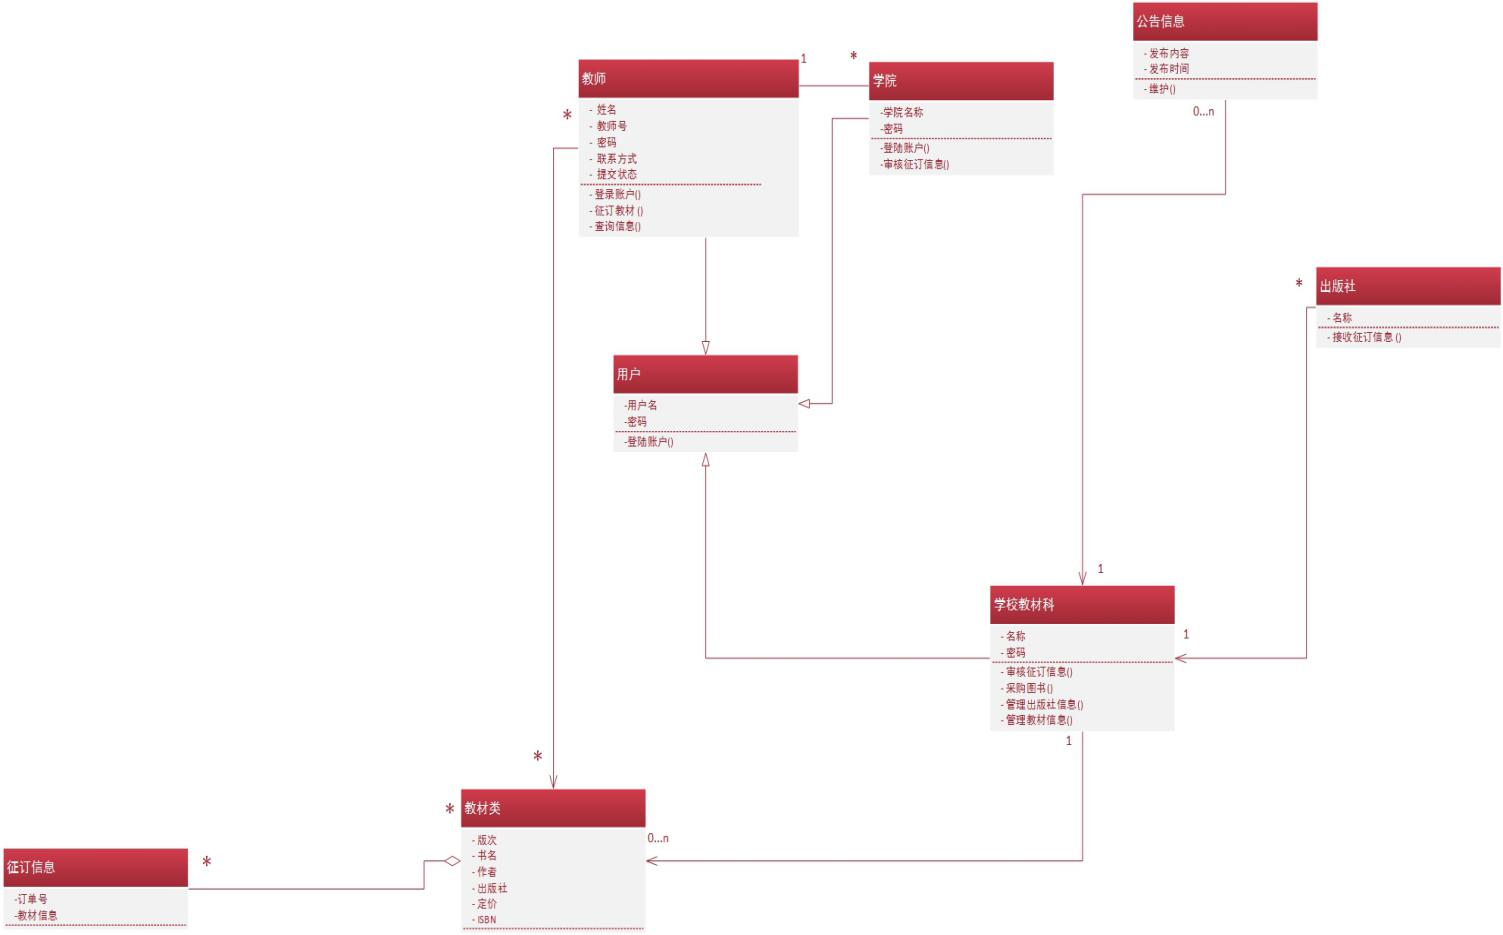 公告信息
- 发布内容
- 发布时间
- 维护()
0...n
教师
- 姓名
- 教师号
- 密码
- 联系方式
- 提交状态
- 登录账户()
- 征订教材 ()
- 查询信息()
1
*
*
学院
-学院名称
-密码
-登陆账户()
-审核征订信息()
*
出版社
- 名称
- 接收征订信息 ()
用户
-用户名
-密码
-登陆账户()
1
学校教材科
- 名称
- 密码
- 审核征订信息()
- 采购图书()
- 管理出版社信息()
- 管理教材信息()
1
1
*
*
教材类
- 版次
- 书名
- 作者
- 出版社
- 定价
- ISBN
0...n
征订信息
-订单号
-教材信息
*